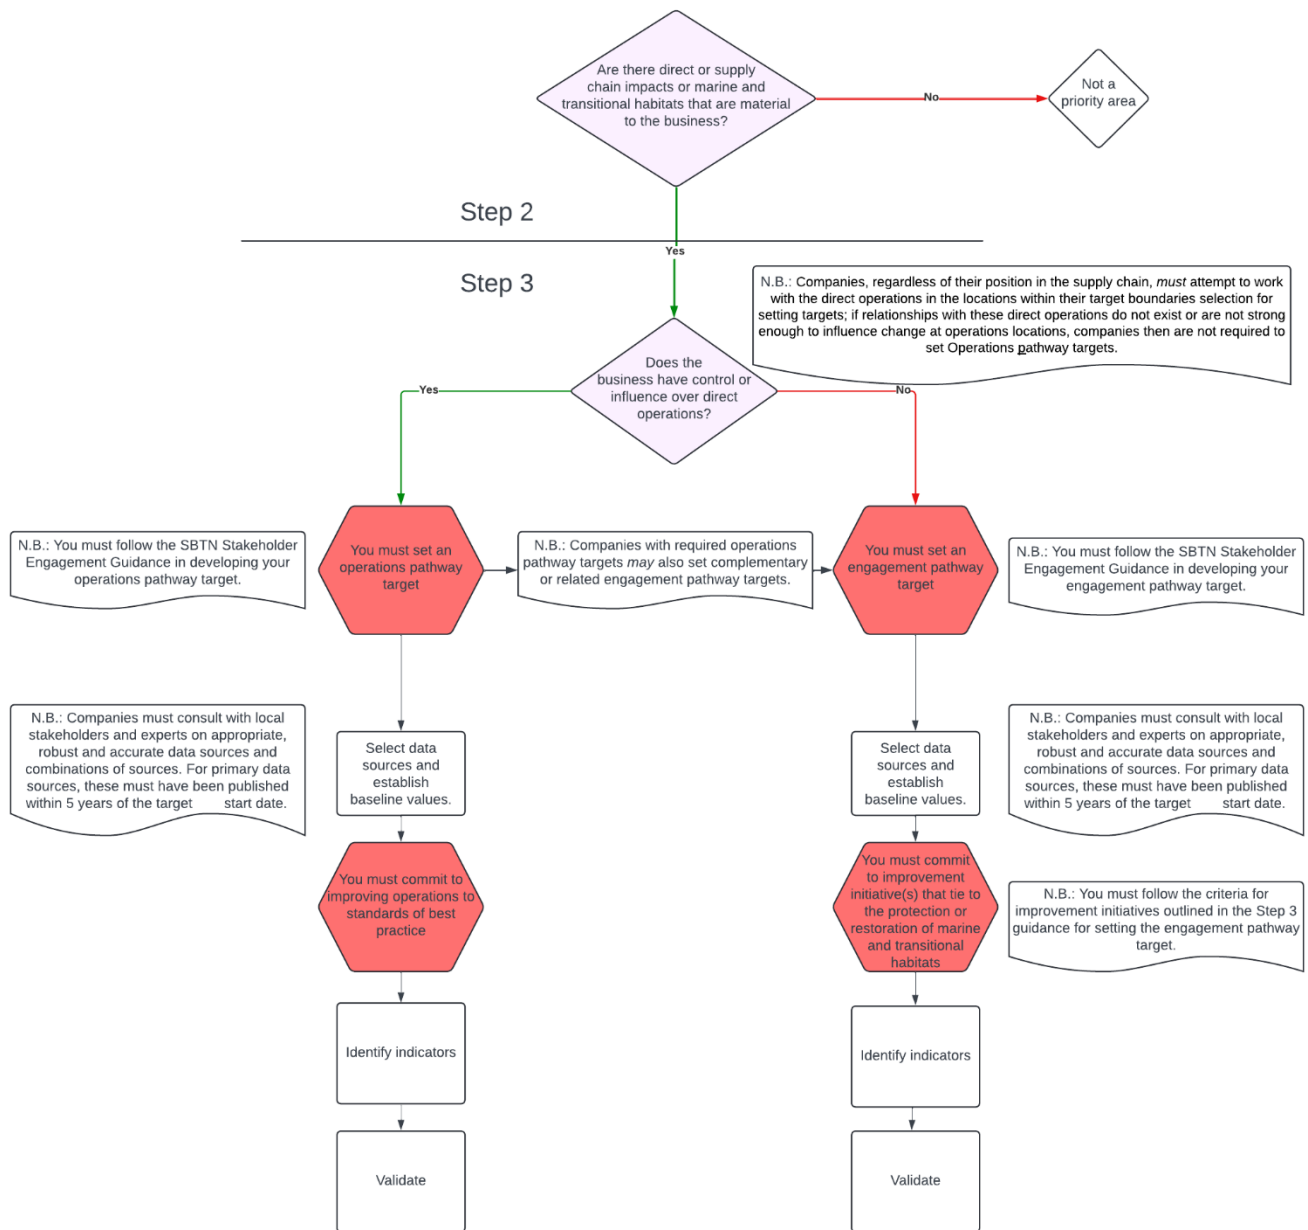 Are there direct or supply
chain impacts or marine and
transitional habitats that are material
to the business?
No
Not a
priority area
Step 2
Yes
Step 3
N.B.: Companies, regardless of their position in the supply chain, must attempt to work
with the direct operations in the locations within their target boundaries selection for
setting targets; if relationships with these direct operations do not exist or are not strong
enough to influence change at operations locations, companies then are not required to
set Operations pathway targets.
Does the
business have control or
influence over direct
operations?
Yes
No
N.B.: You must follow the SBTN Stakeholder
Engagement Guidance in developing your
operations pathway target.
You must set an
operations pathway
target
N.B.: Companies with required operations
pathway targets may also set complementary
or related engagement pathway targets.
You must set an
engagement pathway
target
N.B.: You must follow the SBTN Stakeholder
Engagement Guidance in developing your
engagement pathway target.
N.B.: Companies must consult with local
stakeholders and experts on appropriate,
robust and accurate data sources and
combinations of sources. For primary data
sources, these must have been published
within 5 years of the target start date.
Select data
sources and
establish
baseline values.
Select data
sources and
establish
baseline values.
N.B.: Companies must consult with local
stakeholders and experts on appropriate,
robust and accurate data sources and
combinations of sources. For primary data
sources, these must have been published
within 5 years of the target start date.
You must commit to
improving operations to
standards of best
practice
You must commit
to improvement
initiative(s) that tie to
the protection or
restoration of marine
and transitional
habitats
N.B.: You must follow the criteria for
improvement initiatives outlined in the Step 3
guidance for setting the engagement pathway
target.
Identify indicators
Identify indicators
Validate
Validate